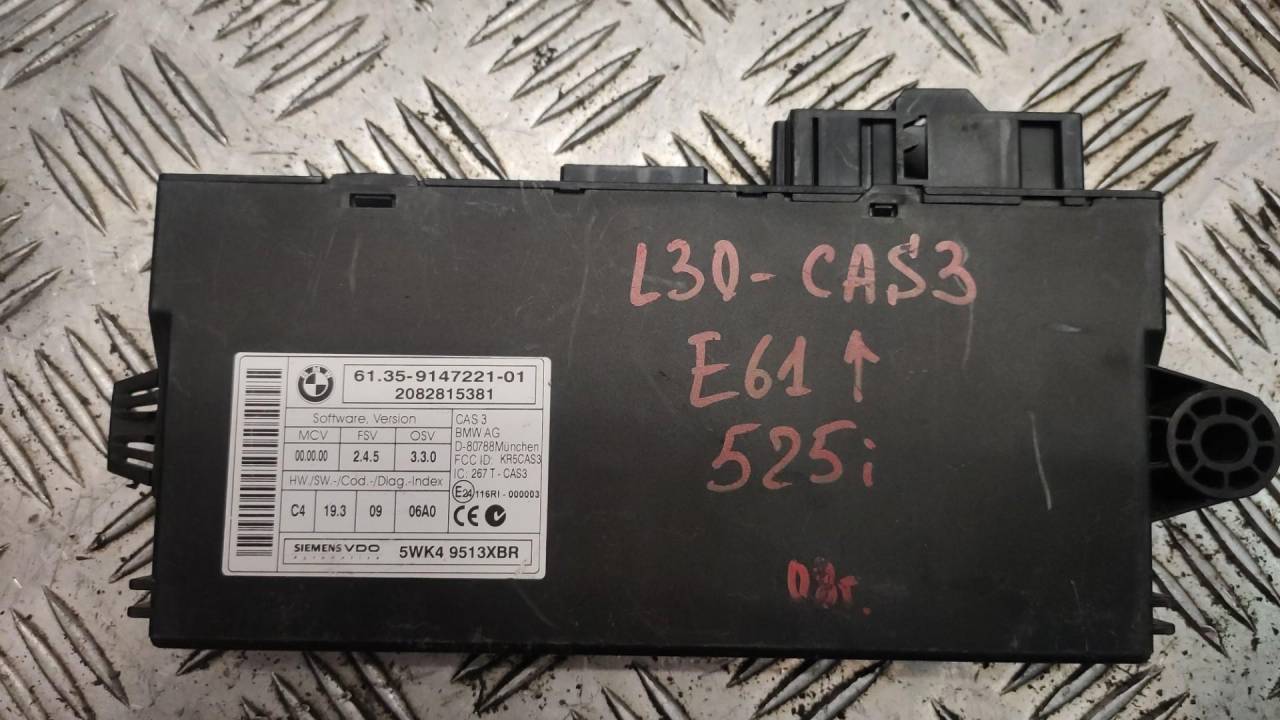 L30-CAS3
E61↑
525i
08г.
61.35-9147221-01
2082815381
Software, Version
MCV FSV OSV
00.00.00 2.4.5 3.3.0
HW./SW.-/Cod.-/Diag.-Index
C4 19.3 09 06A0
CAS 3
BMW AG
D-80788München
FCC ID: KR5CAS3
IC: 267 T - CAS3
E24 116RI - 000003
CE
SIEMENS VDO 5WK4 9513XBR